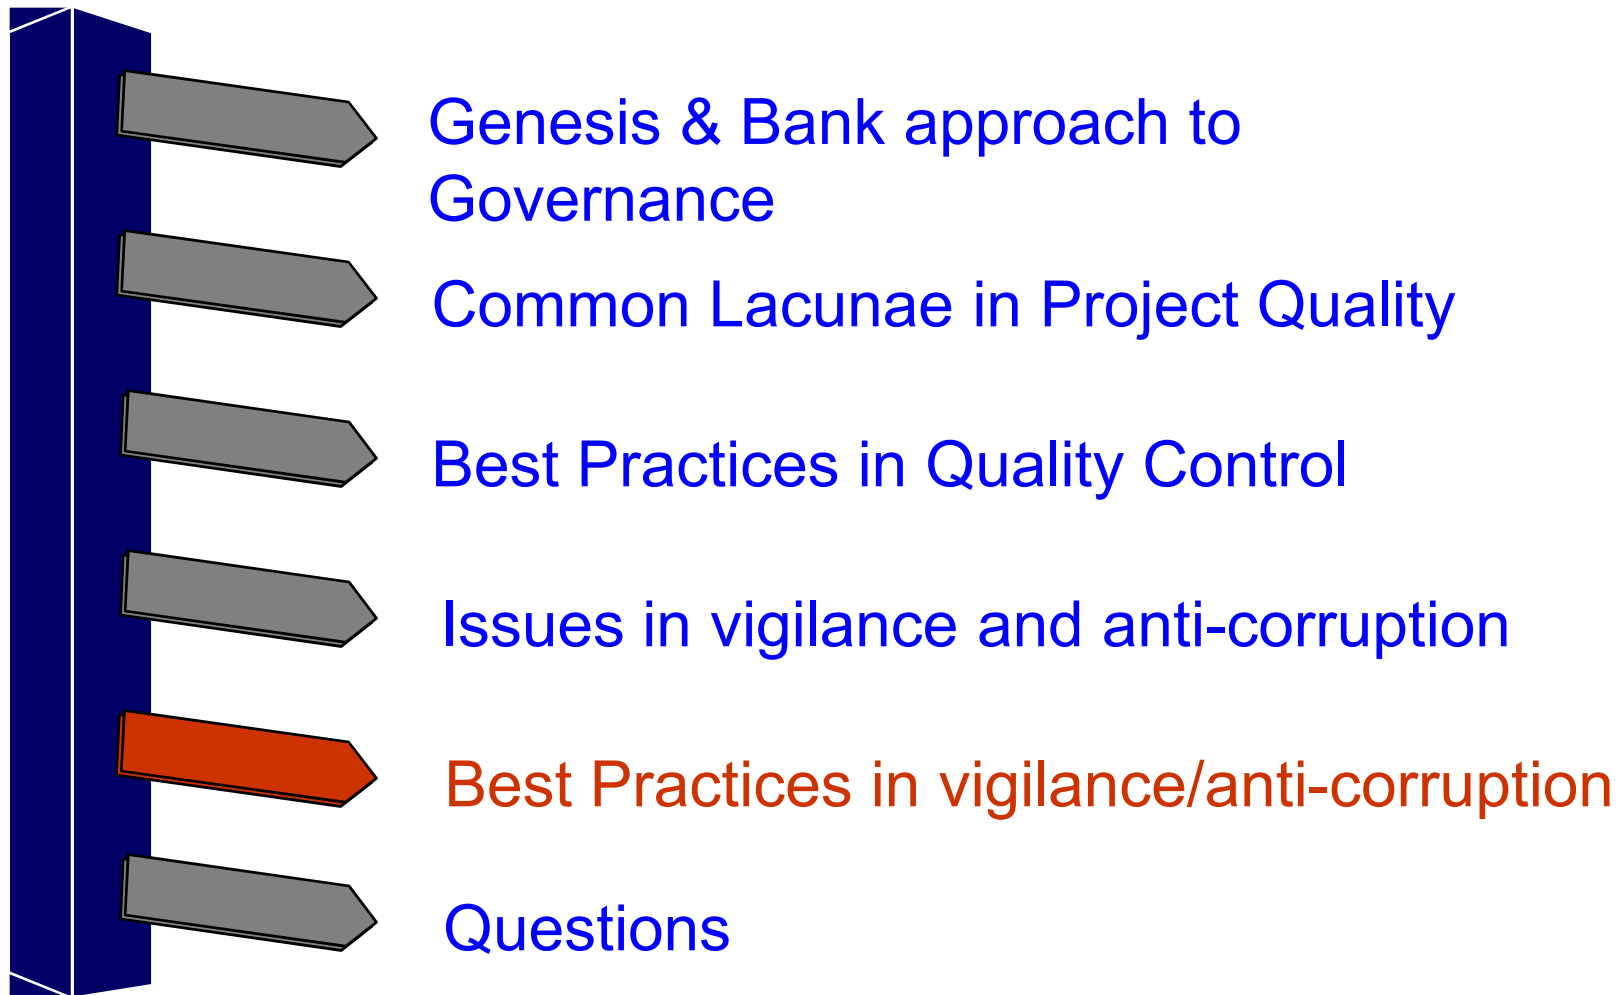 Genesis & Bank approach to
Governance
Common Lacunae in Project Quality
Best Practices in Quality Control
Issues in vigilance and anti-corruption
Best Practices in vigilance/anti-corruption
Questions